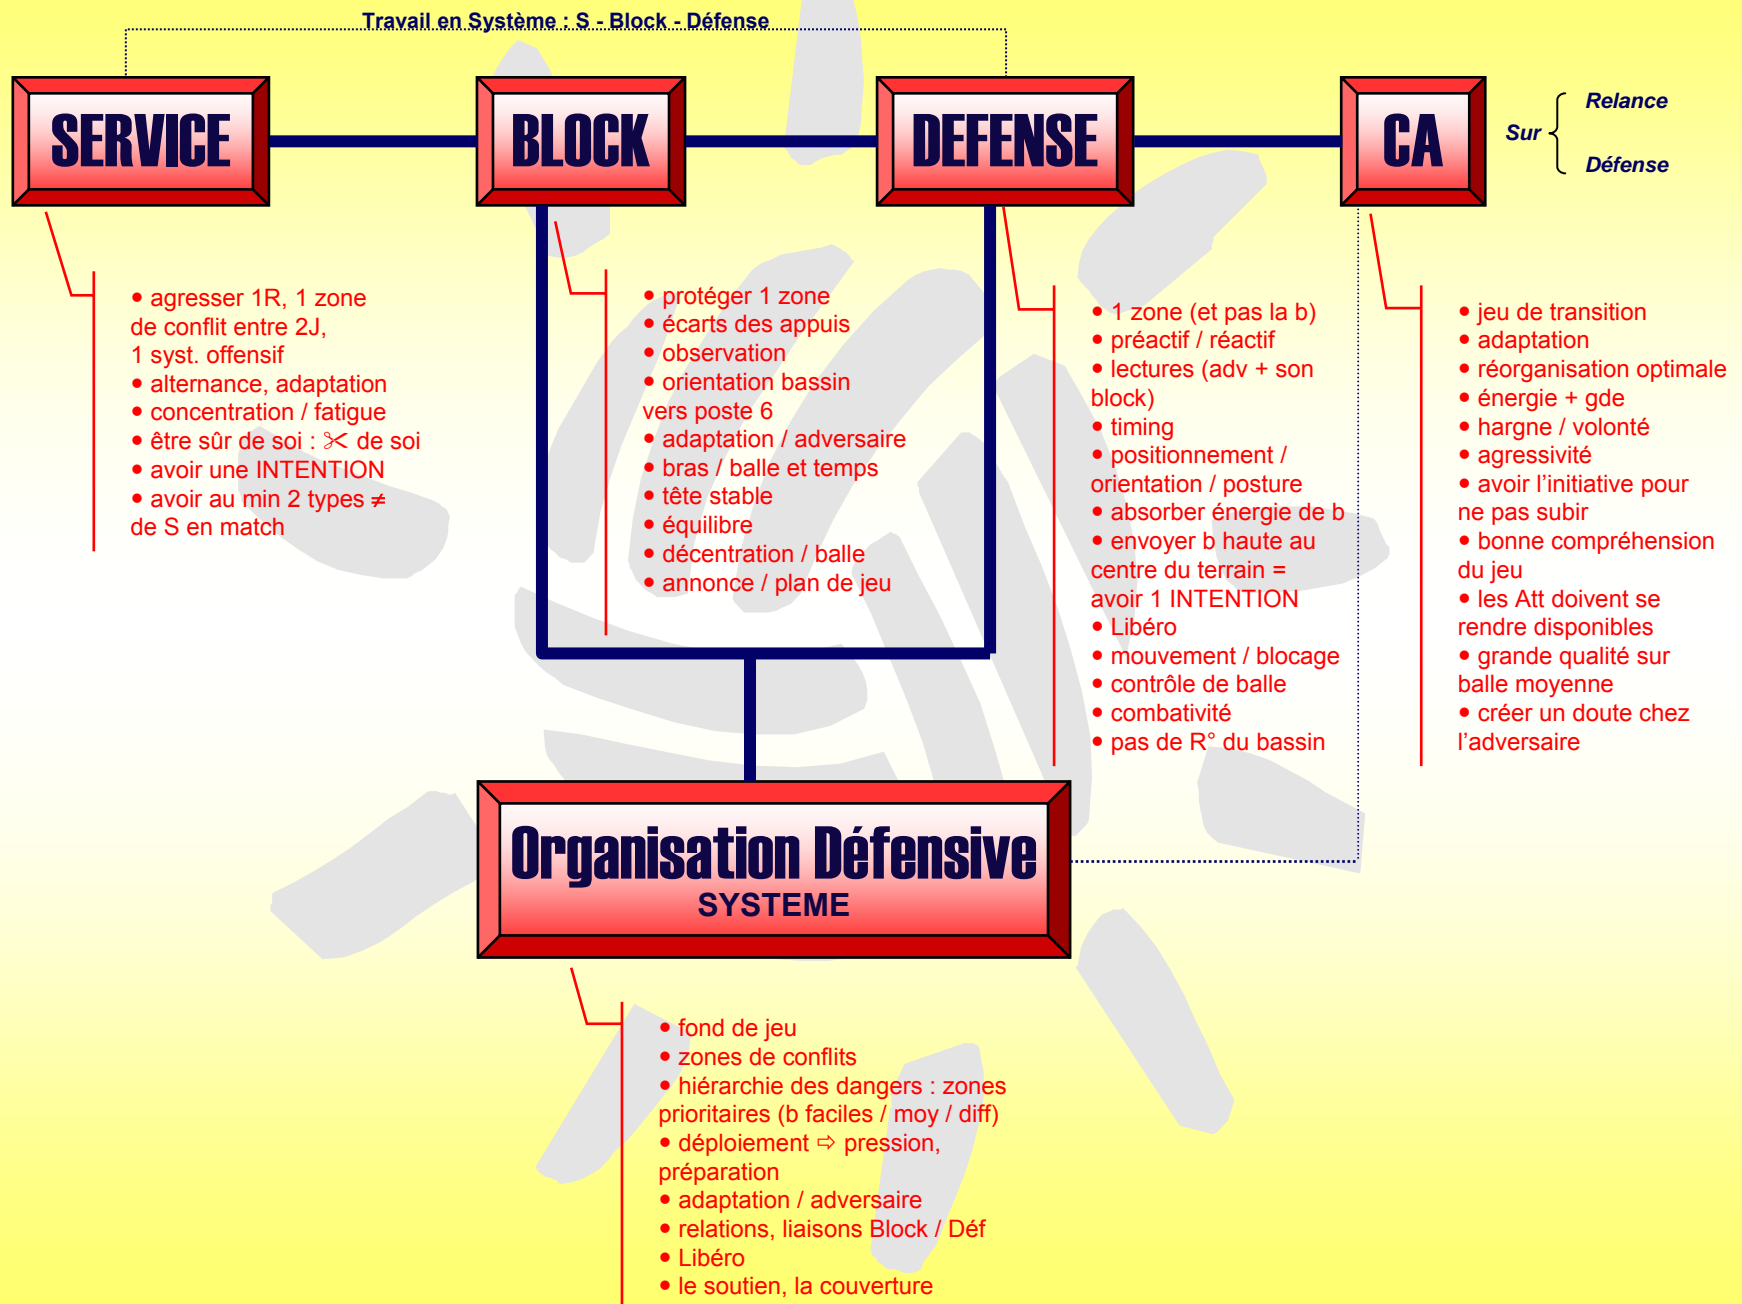 Travail en Système : S - Block - Défense
SERVICE
BLOCK
DEFENSE
CA
Sur
Relance
Défense
• agresser 1R, 1 zone
de conflit entre 2J,
1 syst. offensif
• alternance, adaptation
• concentration / fatigue
• être sûr de soi : ✂ de soi
• avoir une INTENTION
• avoir au min 2 types ≠
de S en match
• protéger 1 zone
• écarts des appuis
• observation
• orientation bassin
vers poste 6
• adaptation / adversaire
• bras / balle et temps
• tête stable
• équilibre
• décentration / balle
• annonce / plan de jeu
• 1 zone (et pas la b)
• préactif / réactif
• lectures (adv + son
block)
• timing
• positionnement /
orientation / posture
• absorber énergie de b
• envoyer b haute au
centre du terrain =
avoir 1 INTENTION
• Libéro
• mouvement / blocage
• contrôle de balle
• combativité
• pas de R° du bassin
• jeu de transition
• adaptation
• réorganisation optimale
• énergie + gde
• hargne / volonté
• agressivité
• avoir l'initiative pour
ne pas subir
• bonne compréhension
du jeu
• les Att doivent se
rendre disponibles
• grande qualité sur
balle moyenne
• créer un doute chez
l'adversaire
Organisation Défensive
SYSTEME
• fond de jeu
• zones de conflits
• hiérarchie des dangers : zones
prioritaires (b faciles / moy / diff)
• déploiement ⇨ pression,
préparation
• adaptation / adversaire
• relations, liaisons Block / Déf
• Libéro
• le soutien, la couverture